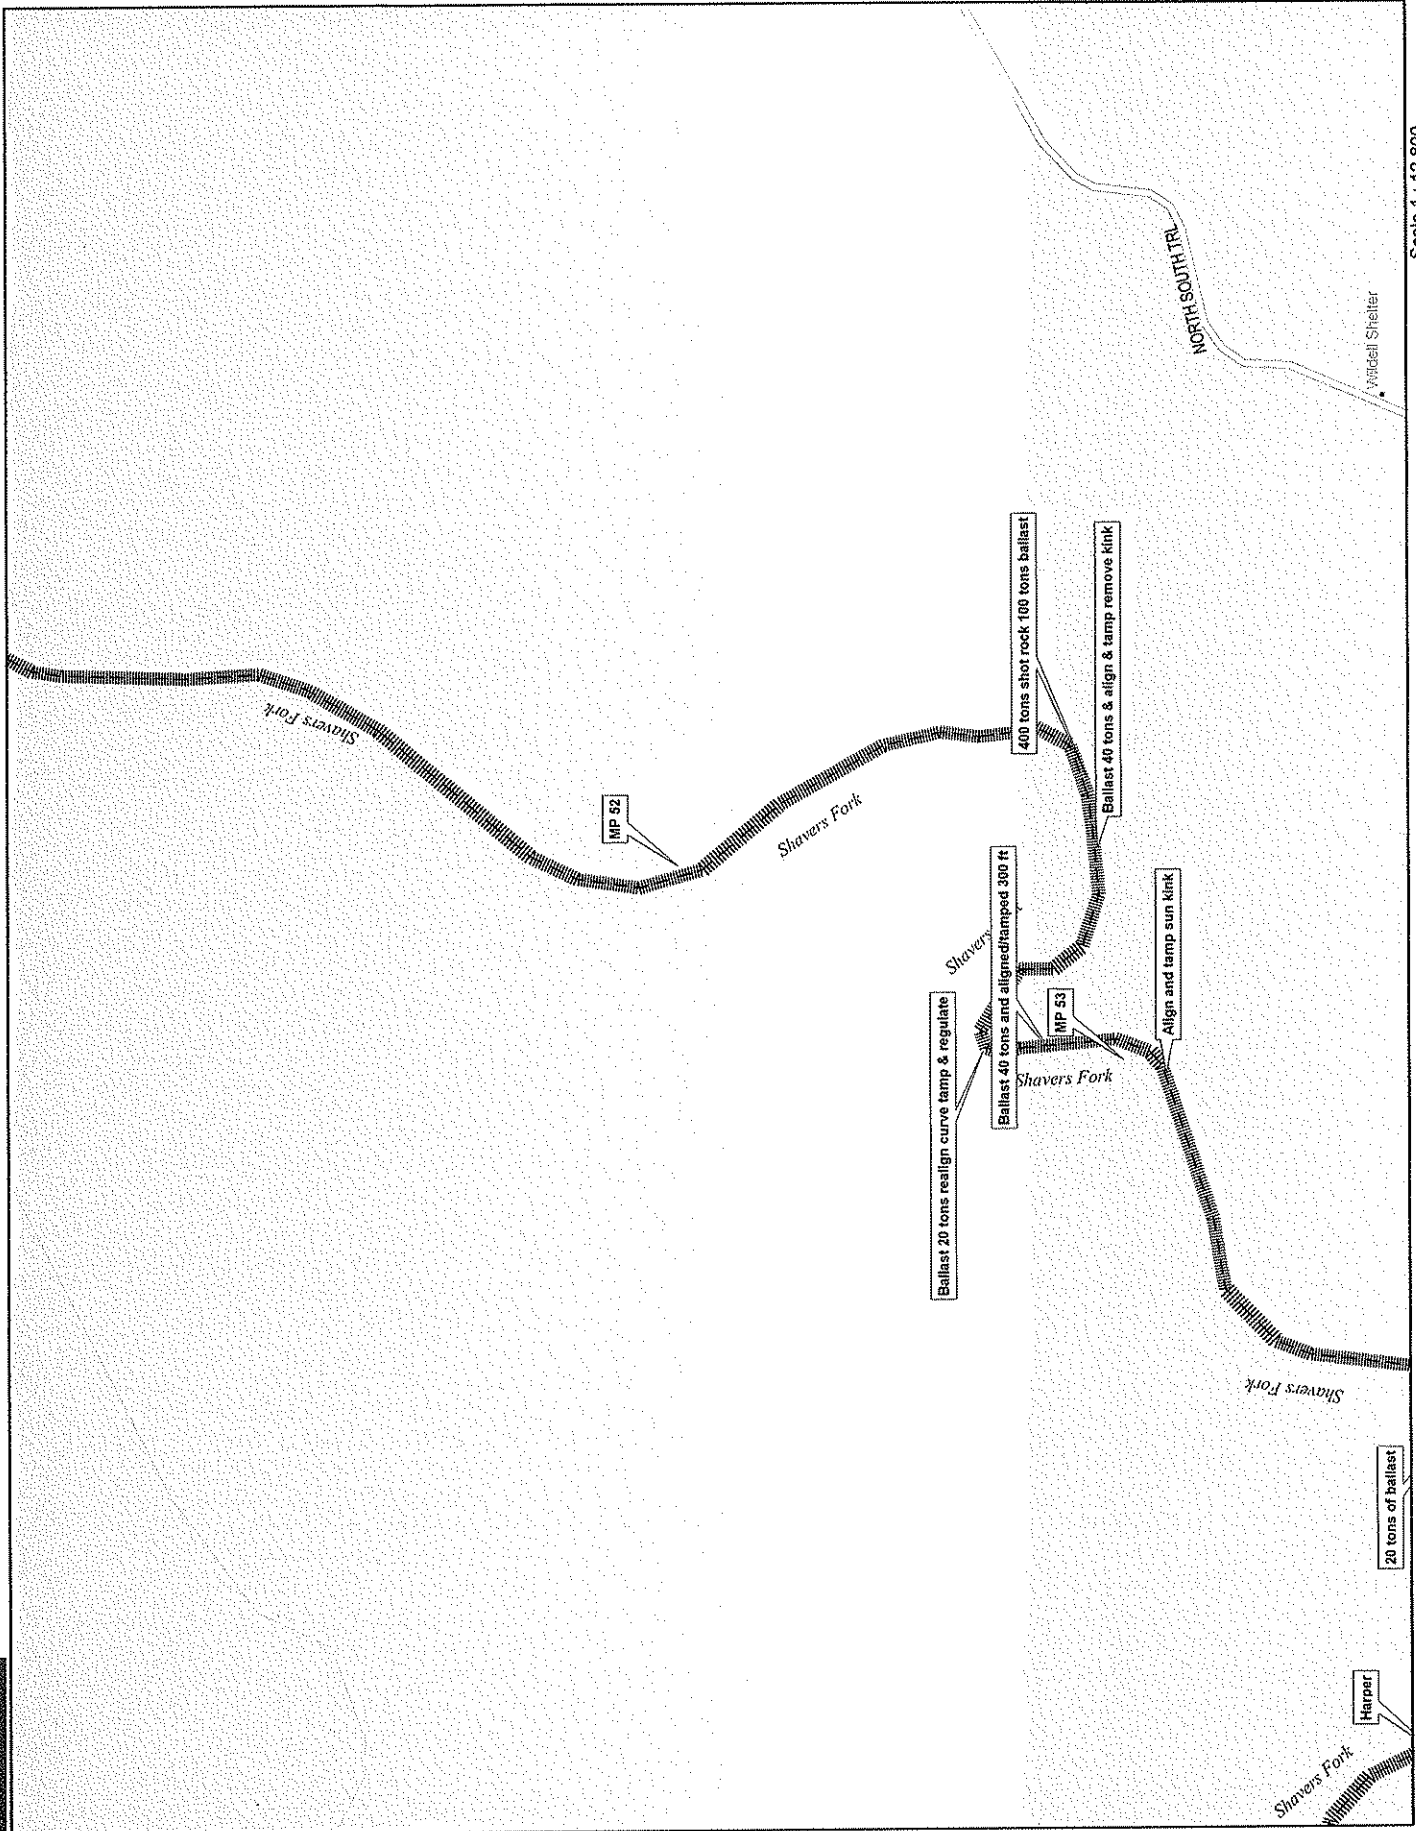 Shavers Fork
MP 52
Shavers Fork
400 tons shot rock 100 tons ballast
Ballast 40 tons & align & tamp remove kink
Shavers
Ballast 40 tons and aligned/tamped 300 ft
Ballast 20 tons realign curve tamp & regulate
MP 53
Shavers Fork
Align and tamp sun kink
Shavers Fork
20 tons of ballast
Harper
Shavers Fork
NORTH SOUTH TRL
Wildell Shelter